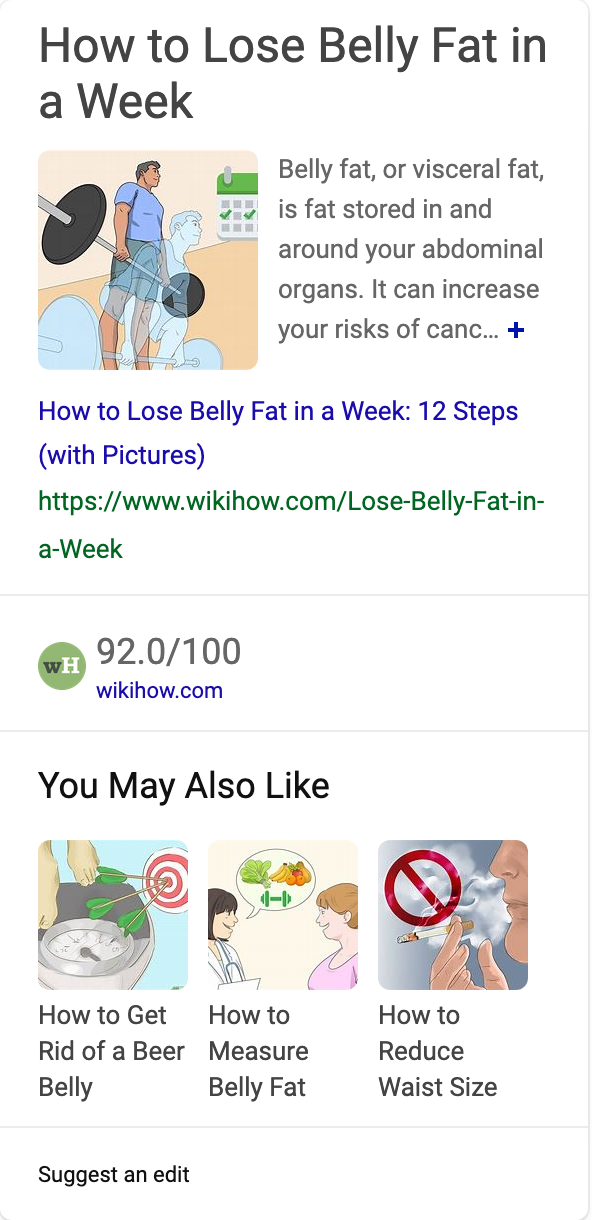 How to Lose Belly Fat in
a Week
Belly fat, or visceral fat,
is fat stored in and
around your abdominal
organs. It can increase
your risks of canc... +
How to Lose Belly Fat in a Week: 12 Steps
(with Pictures)
https://www.wikihow.com/Lose-Belly-Fat-in-
a-Week
wH
92.0/100
wikihow.com
You May Also Like
How to Get
Rid of a Beer
Belly
How to
Measure
Belly Fat
How to
Reduce
Waist Size
Suggest an edit